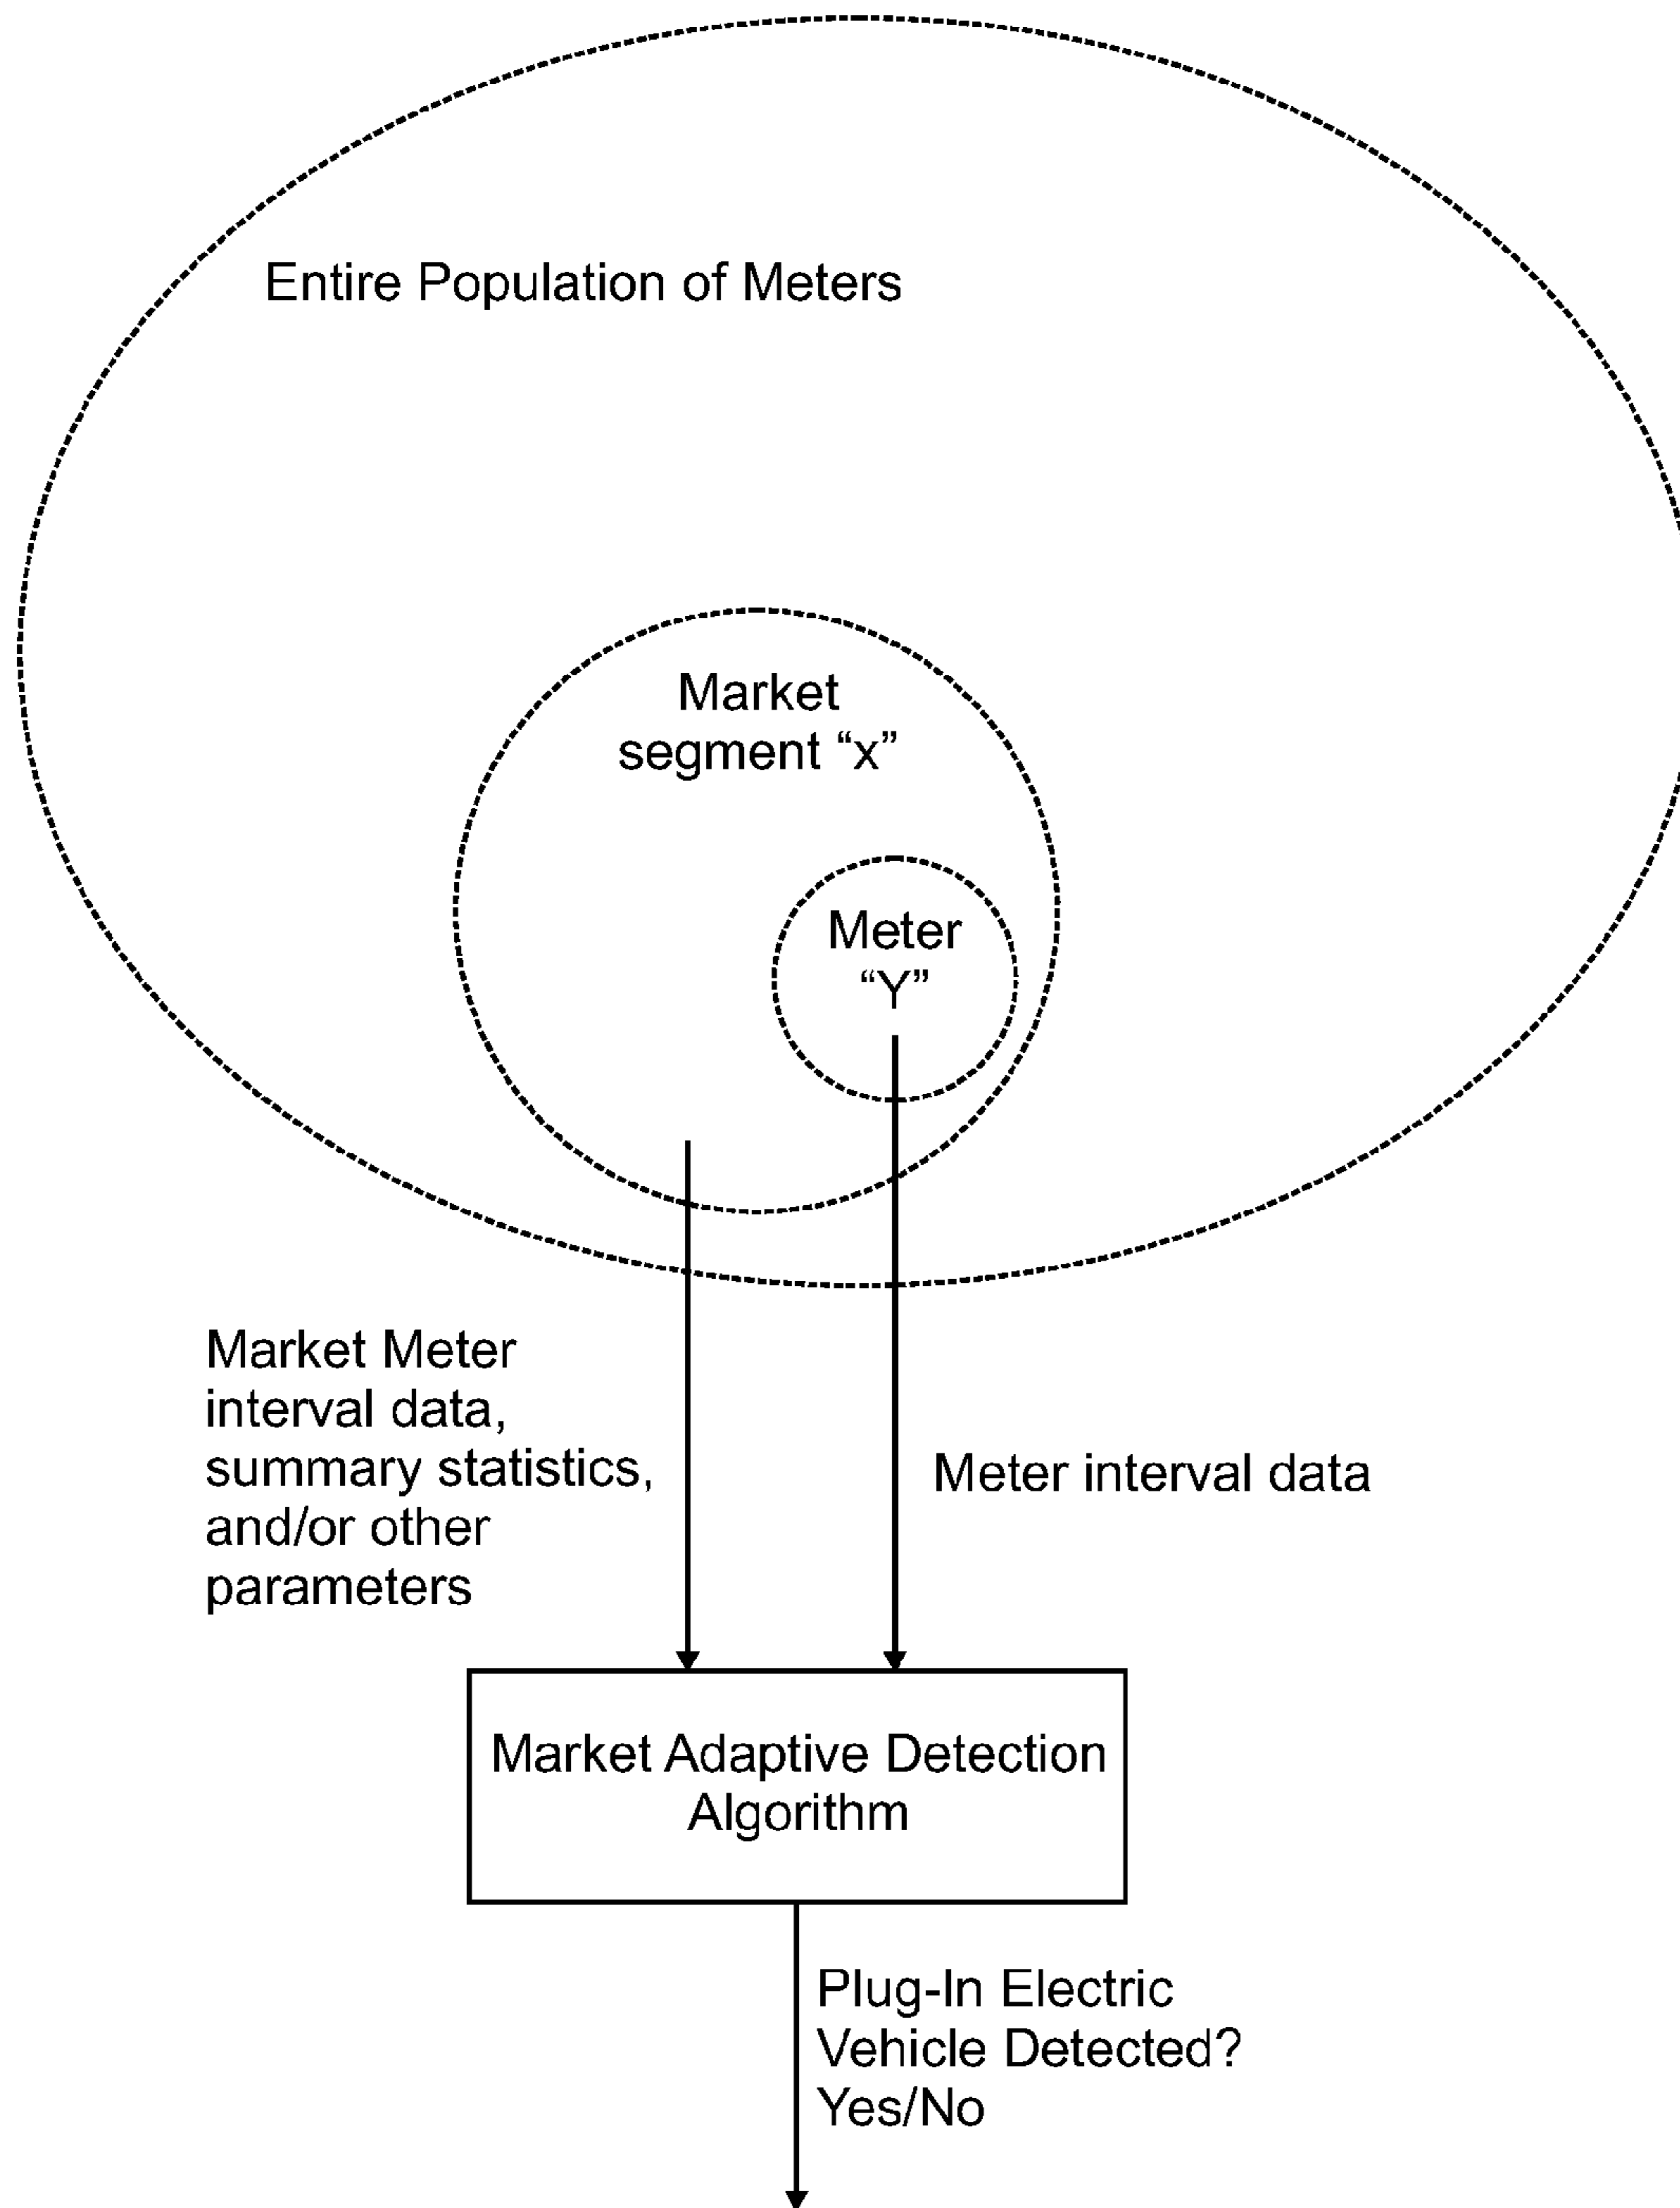 Entire Population of Meters
Market
segment “x”
Meter
“Y”
Market Meter
interval data,
summary statistics,
and/or other
parameters
Meter interval data
Market Adaptive Detection
Algorithm
Plug-In Electric
Vehicle Detected?
Yes/No